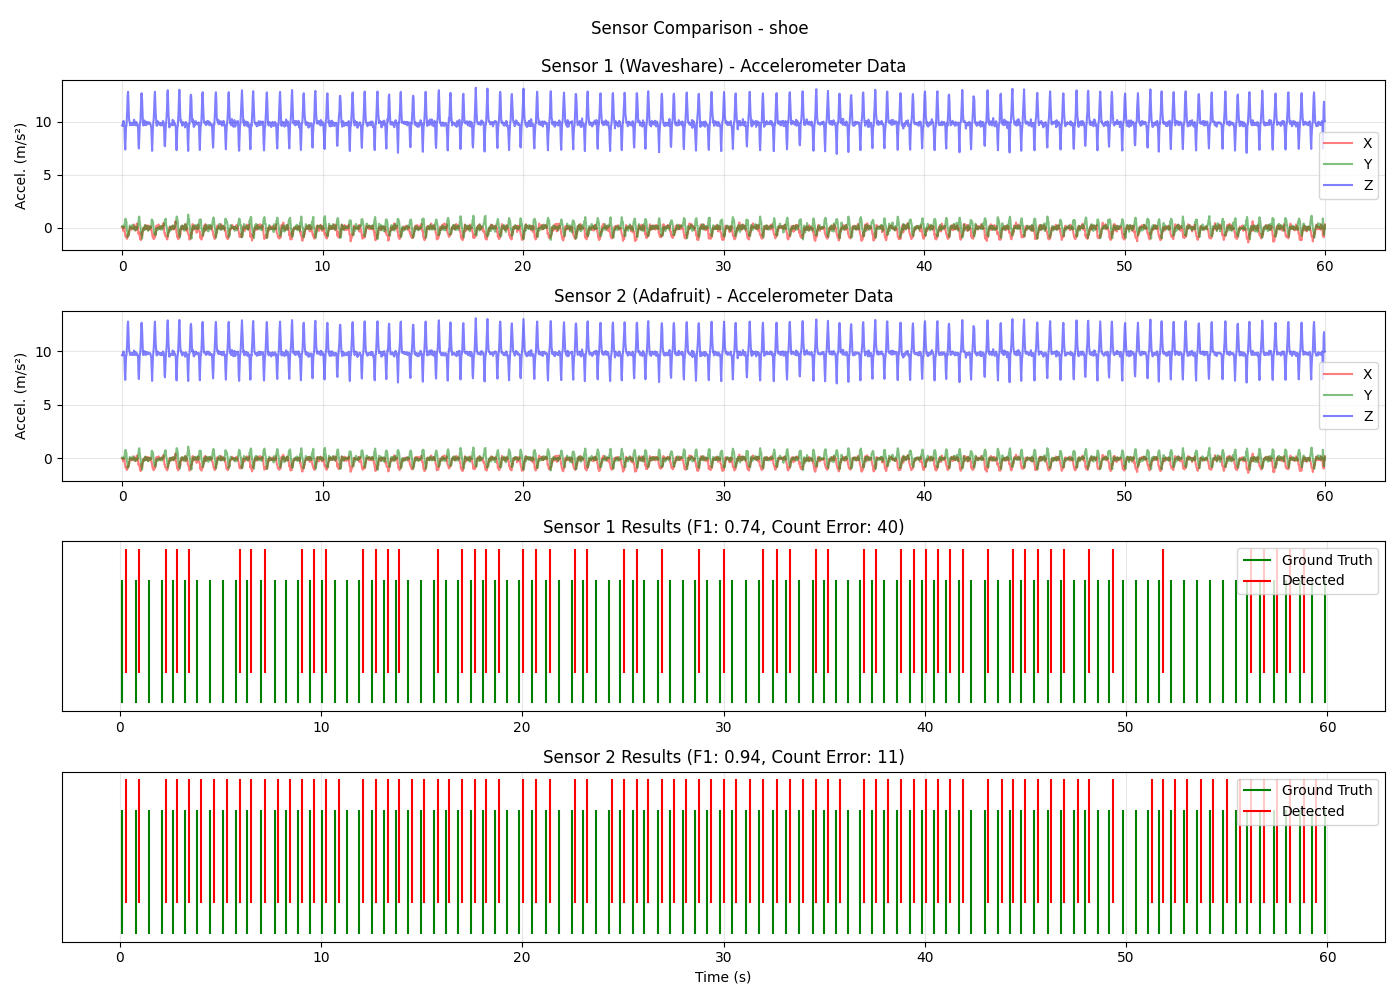 Sensor Comparison - shoe
Sensor 1 (Waveshare) - Accelerometer Data
Accel. (m/s²)
10
5
0
X
Y
Z
0 10 20 30 40 50 60
Sensor 2 (Adafruit) - Accelerometer Data
Accel. (m/s²)
10
5
0
X
Y
Z
0 10 20 30 40 50 60
Sensor 1 Results (F1: 0.74, Count Error: 40)
Ground Truth
Detected
0 10 20 30 40 50 60
Sensor 2 Results (F1: 0.94, Count Error: 11)
Ground Truth
Detected
0 10 20 30 40 50 60
Time (s)